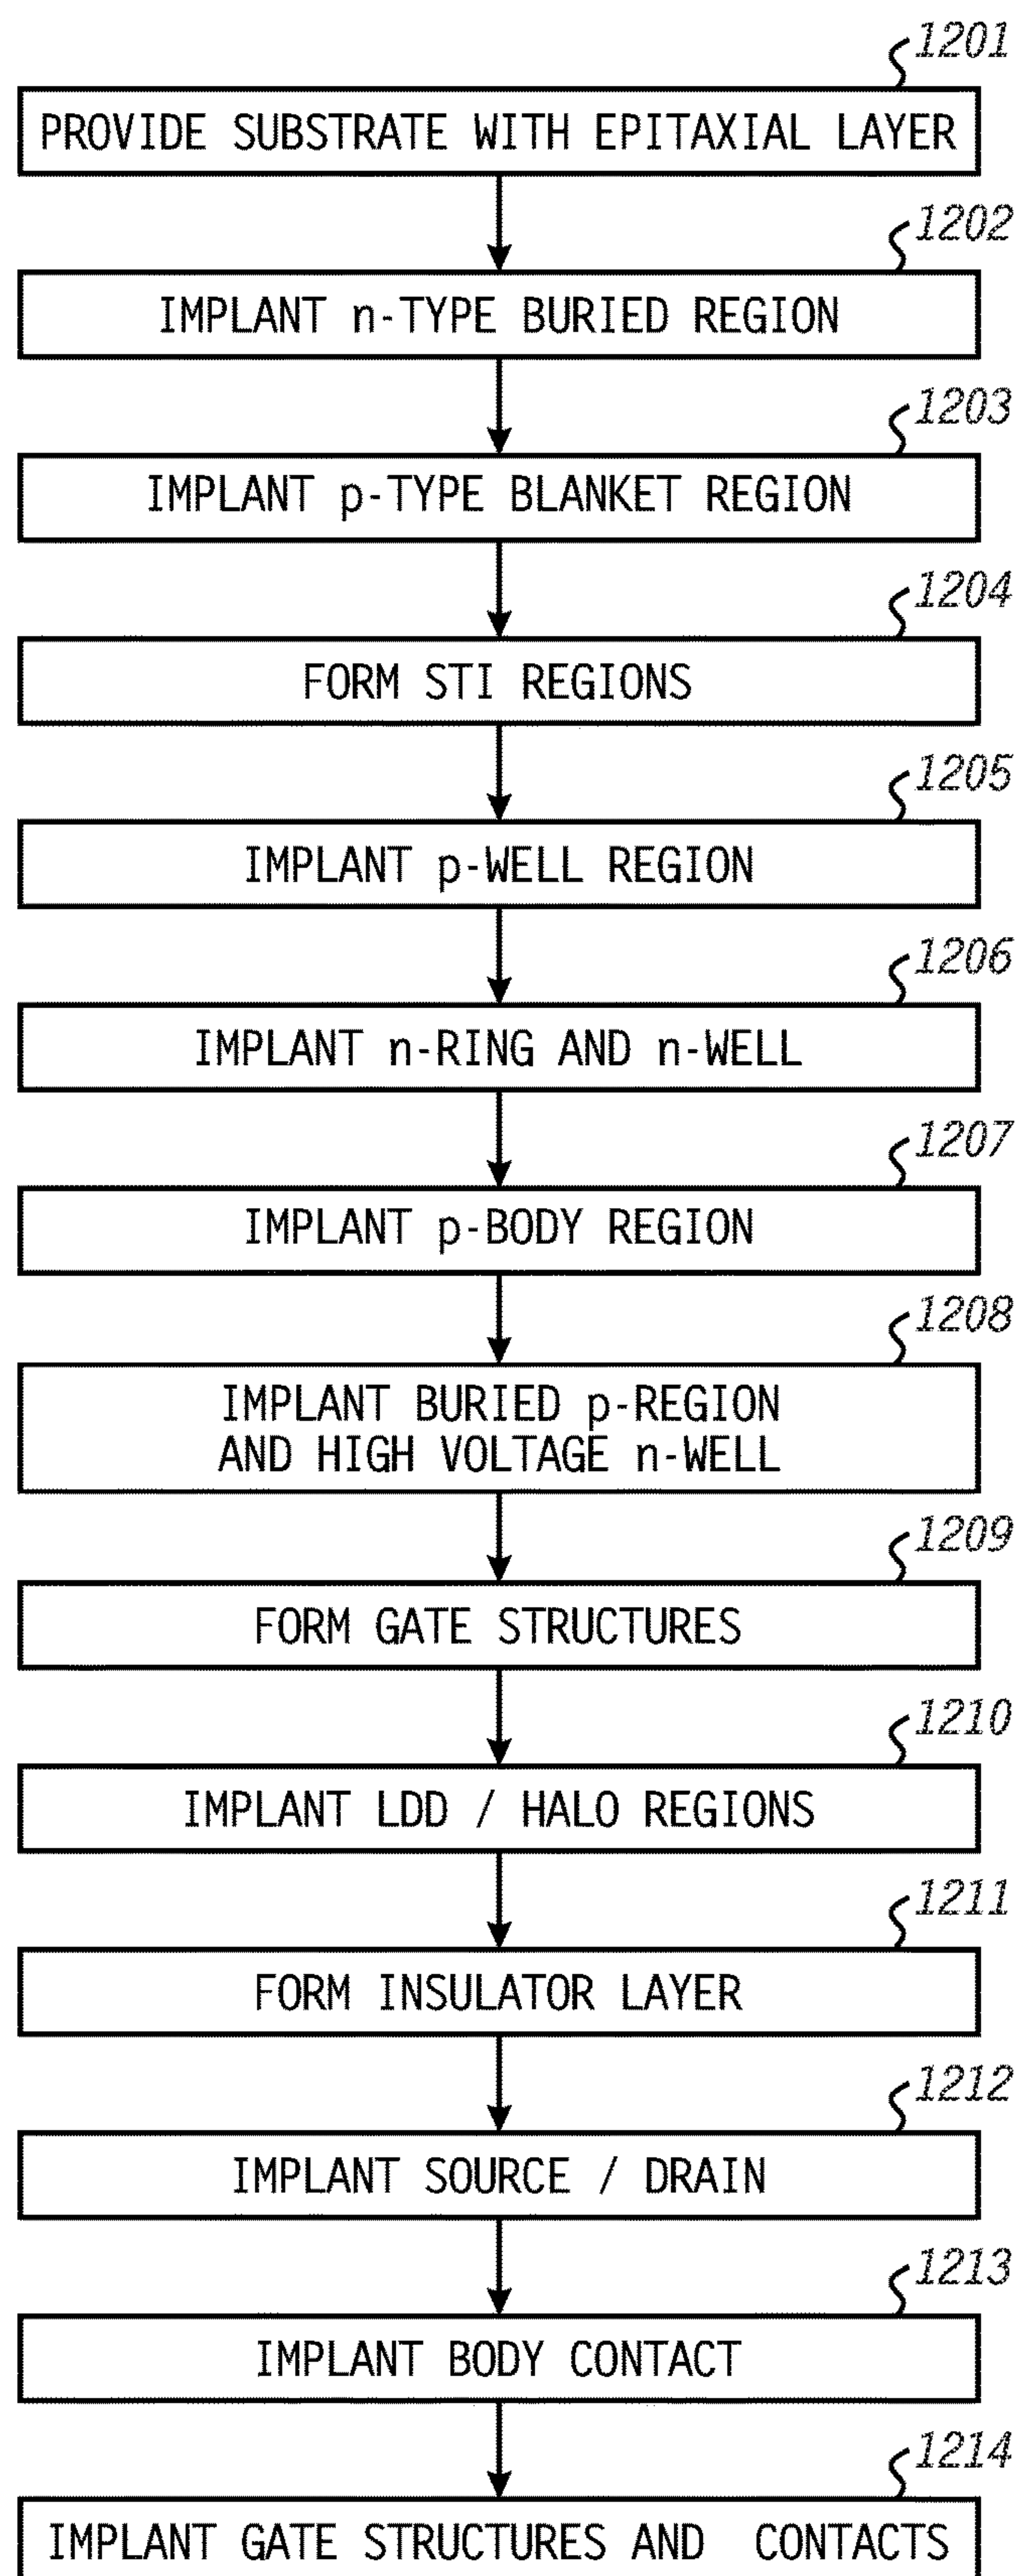 1201
PROVIDE SUBSTRATE WITH EPITAXIAL LAYER
1202
IMPLANT n-TYPE BURIED REGION
1203
IMPLANT p-TYPE BLANKET REGION
1204
FORM STI REGIONS
1205
IMPLANT p-WELL REGION
1206
IMPLANT n-RING AND n-WELL
1207
IMPLANT p-BODY REGION
1208
IMPLANT BURIED p-REGION
AND HIGH VOLTAGE n-WELL
1209
FORM GATE STRUCTURES
1210
IMPLANT LDD / HALO REGIONS
1211
FORM INSULATOR LAYER
1212
IMPLANT SOURCE / DRAIN
1213
IMPLANT BODY CONTACT
1214
IMPLANT GATE STRUCTURES AND CONTACTS